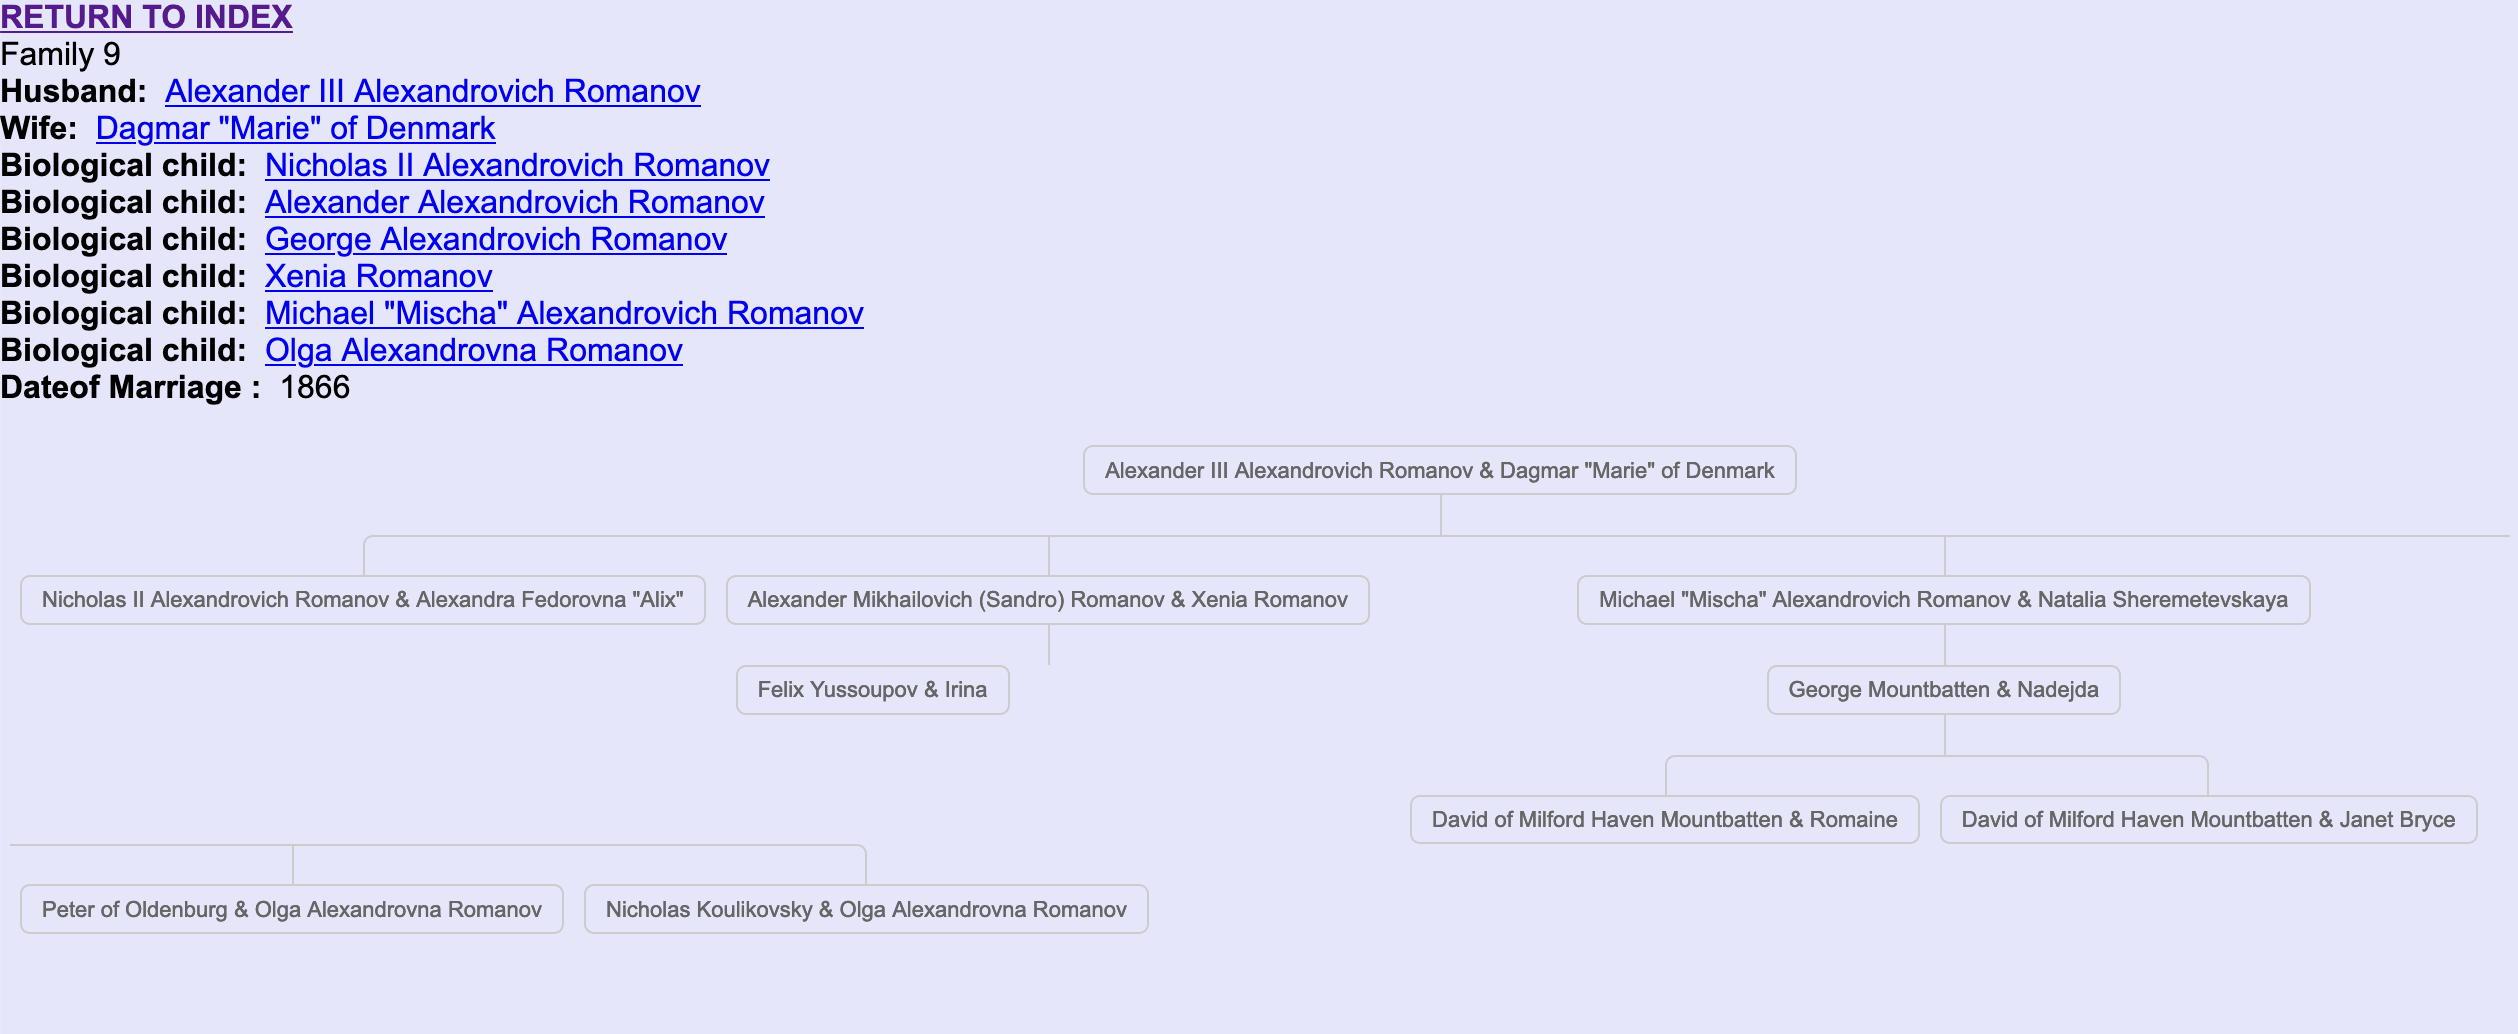 RETURN TO INDEX
Family 9
Husband: Alexander III Alexandrovich Romanov
Wife: Dagmar "Marie" of Denmark
Biological child: Nicholas II Alexandrovich Romanov
Biological child: Alexander Alexandrovich Romanov
Biological child: George Alexandrovich Romanov
Biological child: Xenia Romanov
Biological child: Michael "Mischa" Alexandrovich Romanov
Biological child: Olga Alexandrovna Romanov
Dateof Marriage : 1866
Alexander III Alexandrovich Romanov & Dagmar "Marie" of Denmark
Nicholas II Alexandrovich Romanov & Alexandra Fedorovna "Alix"
Alexander Mikhailovich (Sandro) Romanov & Xenia Romanov
Michael "Mischa" Alexandrovich Romanov & Natalia Sheremetevskaya
Felix Yussoupov & Irina
George Mountbatten & Nadejda
David of Milford Haven Mountbatten & Romaine
David of Milford Haven Mountbatten & Janet Bryce
Peter of Oldenburg & Olga Alexandrovna Romanov
Nicholas Koulikovsky & Olga Alexandrovna Romanov